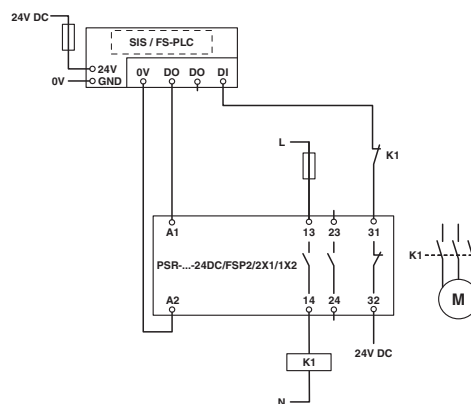 24V DC
SIS / FS-PLC
24V
0V GND
0V DO DO DI
L
K1
A1 13 23 31
PSR-...-24DC/FSP2/2X1/1X2
K1
M
A2 14 24 32
24V DC
K1
N